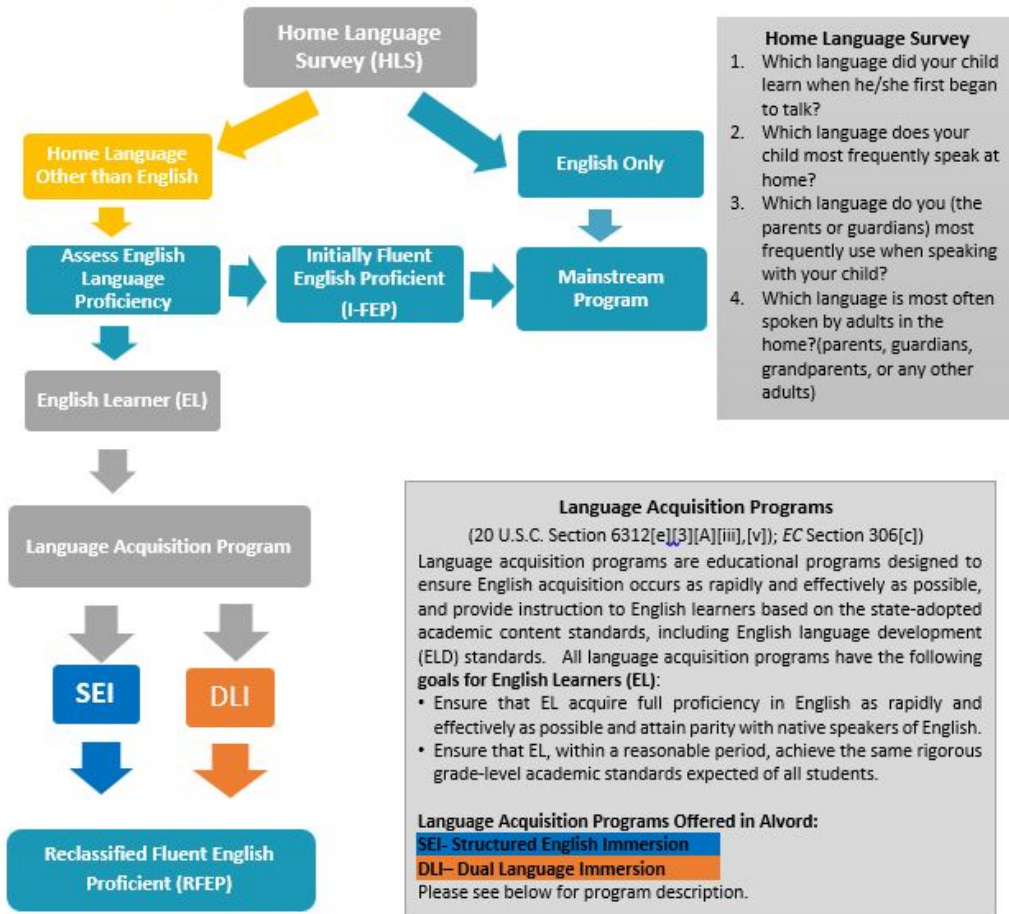 Home Language
Survey (HLS)
Home Language
Other than English
English Only
Assess English
Language
Proficiency
Initially Fluent
English Proficient
(I-FEP)
Mainstream
Program
English Learner (EL)
Language Acquisition Program
SEI
DLI
Reclassified Fluent English
Proficient (RFEP)
Home Language Survey
1. Which language did your child
learn when he/she first began
to talk?
2. Which language does your
child most frequently speak at
home?
3. Which language do you (the
parents or guardians) most
frequently use when speaking
with your child?
4. Which language is most often
spoken by adults in the
home?(parents, guardians,
grandparents, or any other
adults)
Language Acquisition Programs
(20 U.S.C. Section 6312[e][3][A][iii],[v]); EC Section 306[c])
Language acquisition programs are educational programs designed to
ensure English acquisition occurs as rapidly and effectively as possible,
and provide instruction to English learners based on the state-adopted
academic content standards, including English language development
(ELD) standards. All language acquisition programs have the following
goals for English Learners (EL):
• Ensure that EL acquire full proficiency in English as rapidly and
effectively as possible and attain parity with native speakers of English.
• Ensure that EL, within a reasonable period, achieve the same rigorous
grade-level academic standards expected of all students.
Language Acquisition Programs Offered in Alvord:
SEI- Structured English Immersion
DLI– Dual Language Immersion
Please see below for program description.